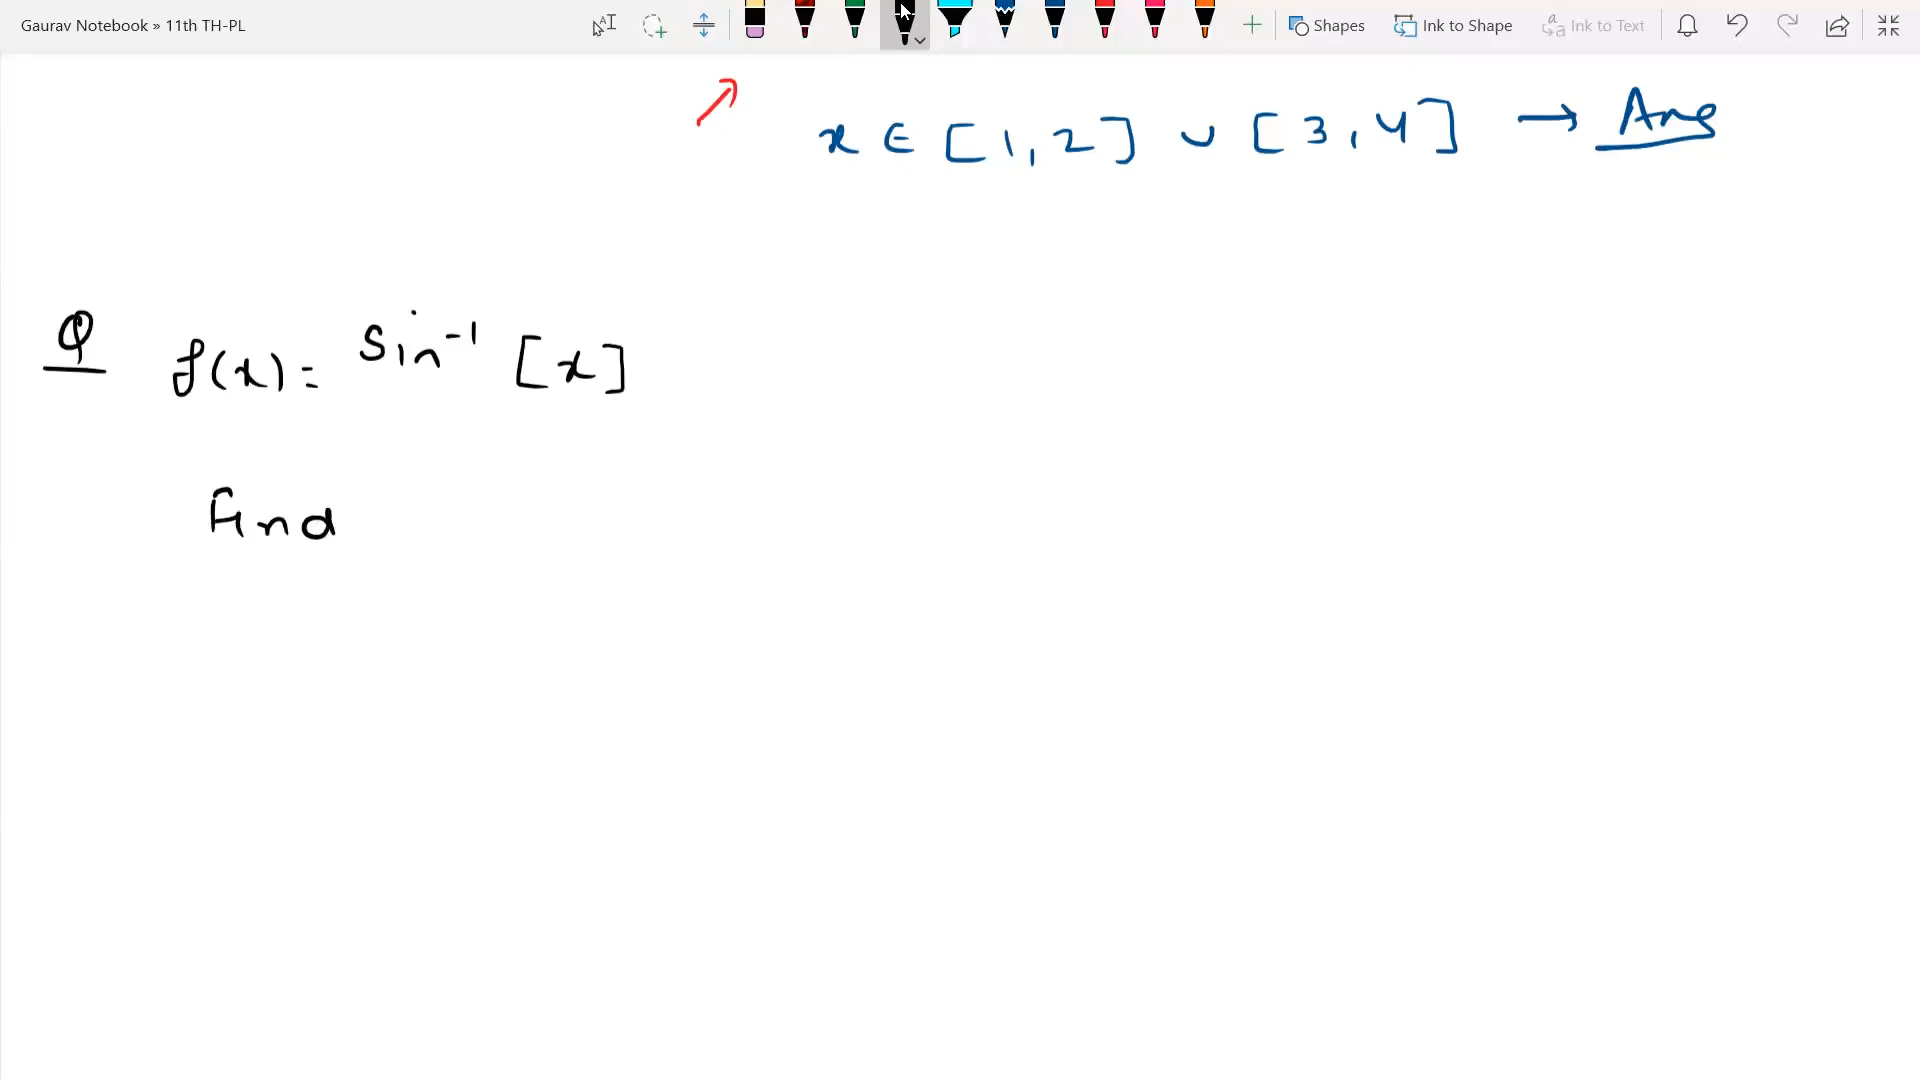 Gaurav Notebook » 11th TH-PL
Shapes
Ink to Shape
Ink to Text
x ∈ [1,2] ∪ [3,4] → Ans
Q f(x) = Sin⁻¹ [x]
Find